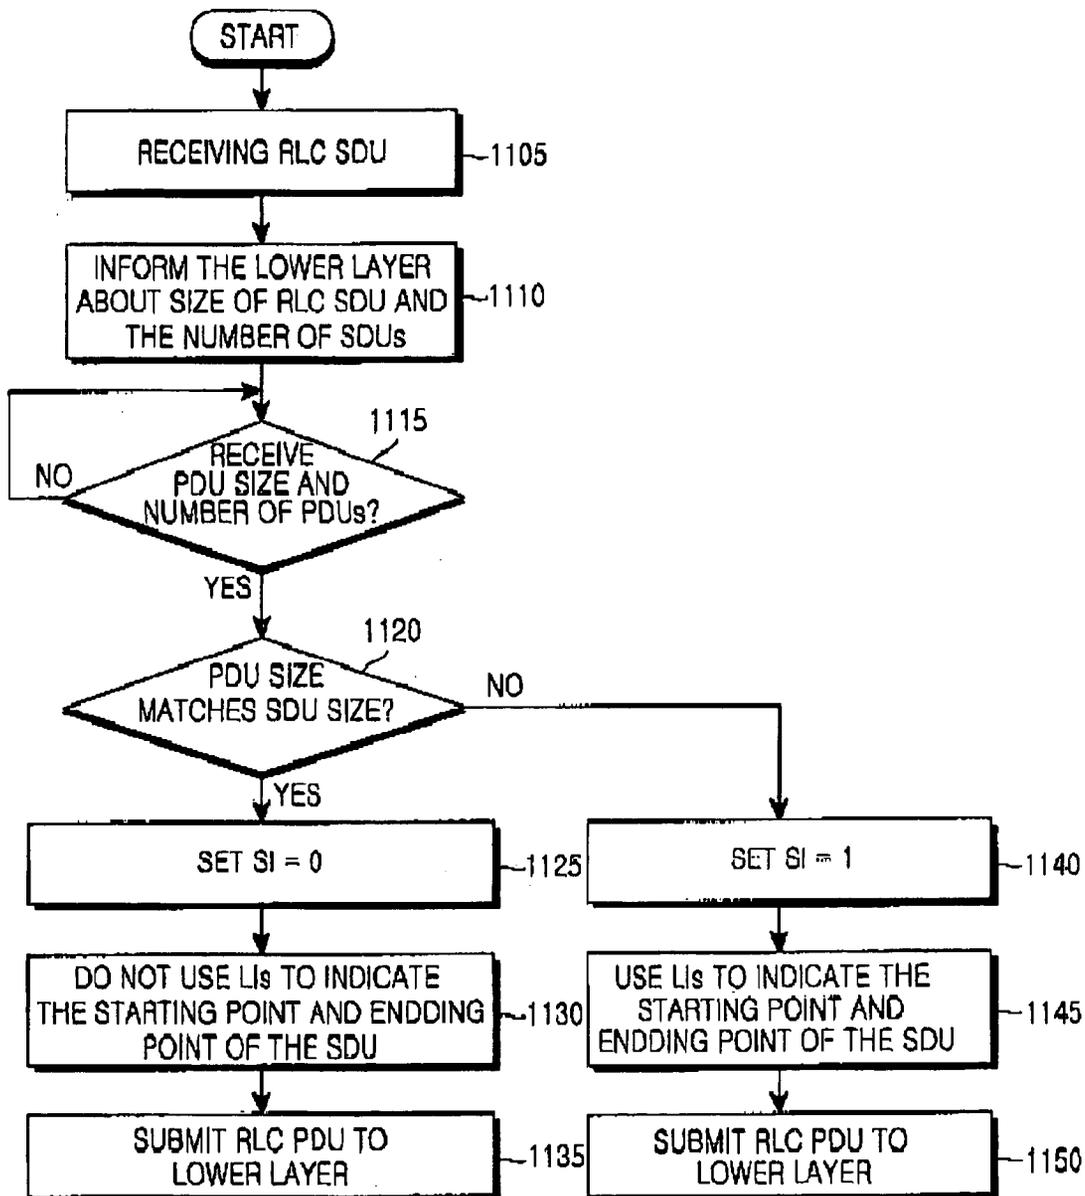 START
RECEIVING RLC SDU
1105
INFORM THE LOWER LAYER
ABOUT SIZE OF RLC SDU AND
THE NUMBER OF SDUs
1110
1115
RECEIVE
PDU SIZE AND
NUMBER OF PDUs?
NO
YES
1120
PDU SIZE
MATCHES SDU SIZE?
NO
YES
SET SI = 0
1125
SET SI = 1
1140
DO NOT USE LIs TO INDICATE
THE STARTING POINT AND ENDDING
POINT OF THE SDU
1130
USE LIs TO INDICATE THE
STARTING POINT AND
ENDDING POINT OF THE SDU
1145
SUBMIT RLC PDU TO
LOWER LAYER
1135
SUBMIT RLC PDU TO
LOWER LAYER
1150